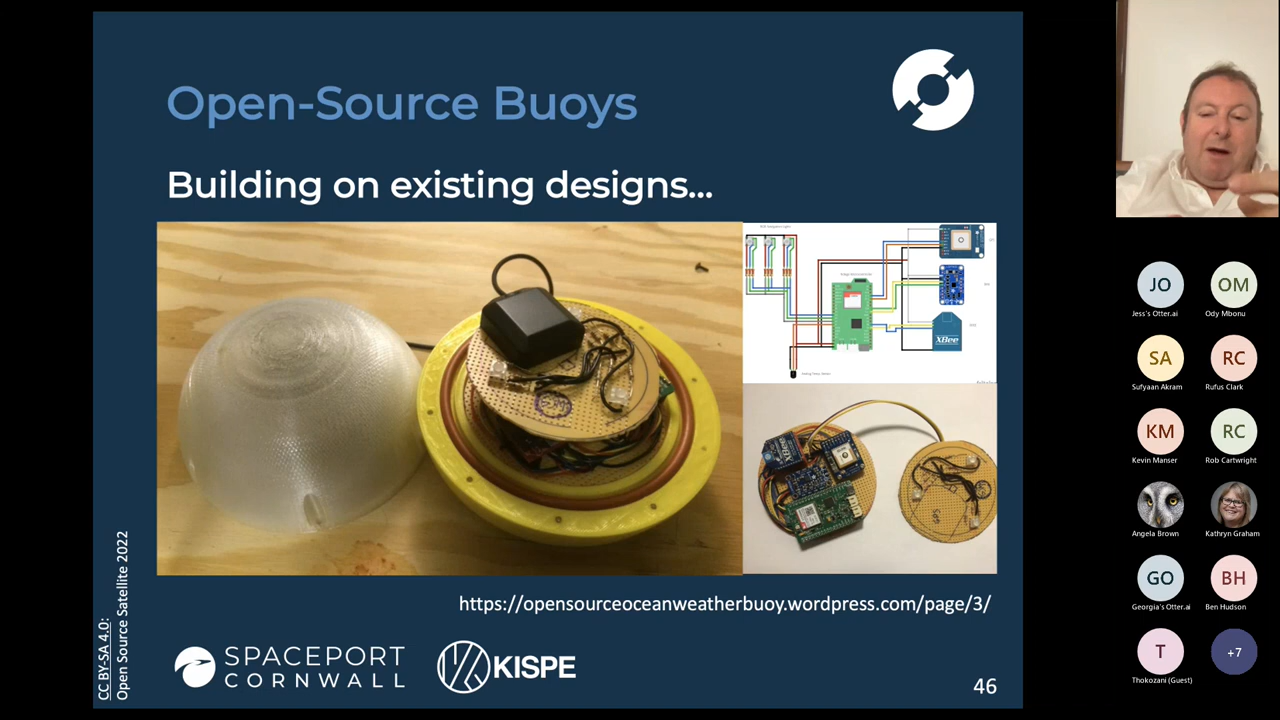 Open-Source Buoys
Building on existing designs...
XBee
XBee
https://opensourceoceanweatherbuoy.wordpress.com/page/3/
CC BY-SA 4.0:
Open Source Satellite 2022
SPACEPORT
CORNWALL
KISPE
46
JO
Jess's Otter.ai
OM
Ody Mbonu
SA
Sufyaan Akram
RC
Rufus Clark
KM
Kevin Manser
RC
Rob Cartwright
Angela Brown
Kathryn Graham
GO
Georgia's Otter.ai
BH
Ben Hudson
T
Thokozani (Guest)
+7